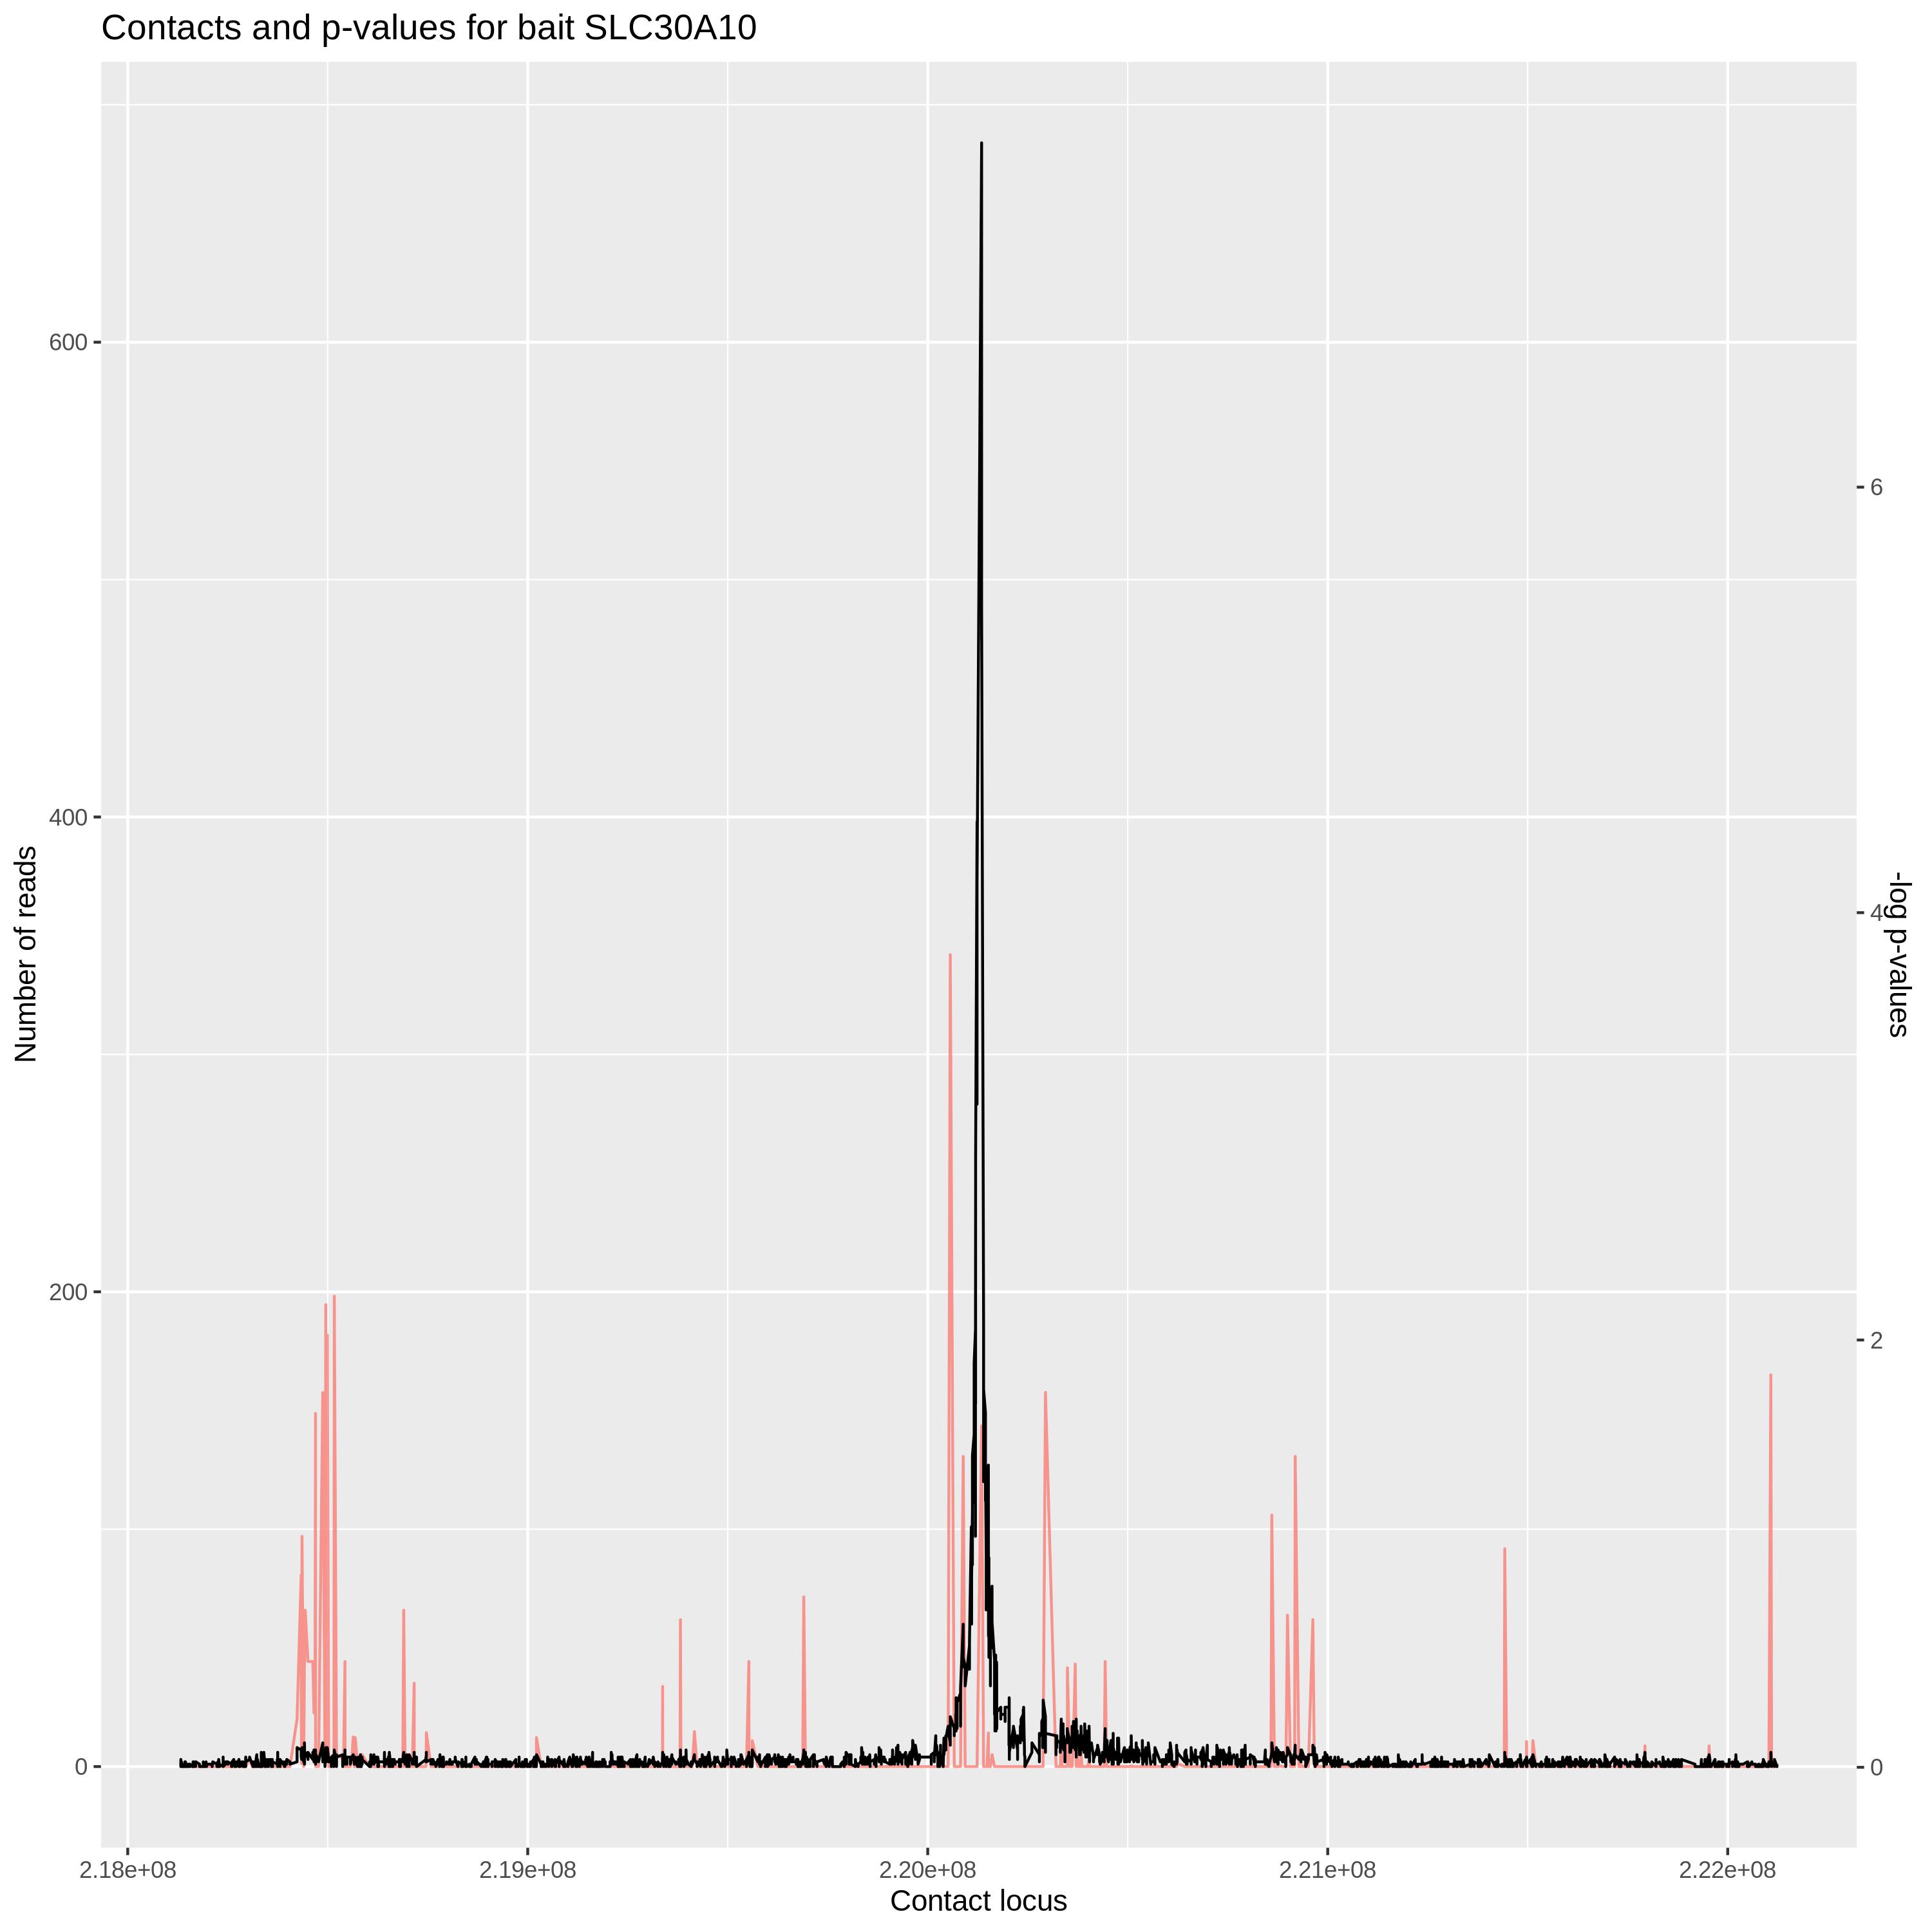 Contacts and p-values for bait SLC30A10
Number of reads
600
400
200
0
6
4
2
0
-log p-values
2.18e+08
2.19e+08
2.20e+08
2.21e+08
2.22e+08
Contact locus